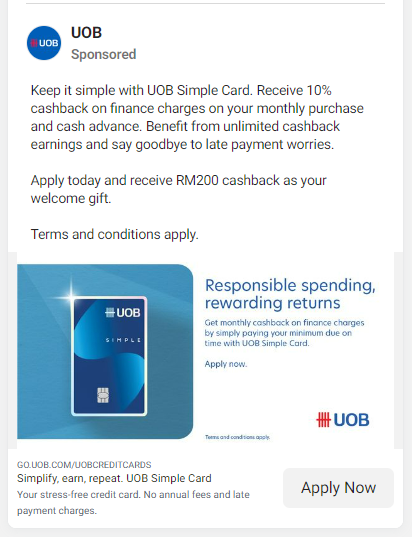 UOB
UOB
Sponsored
Keep it simple with UOB Simple Card. Receive 10%
cashback on finance charges on your monthly purchase
and cash advance. Benefit from unlimited cashback
earnings and say goodbye to late payment worries.
Apply today and receive RM200 cashback as your
welcome gift.
Terms and conditions apply.
UOB
SIMPLE
Responsible spending,
rewarding returns
Get monthly cashback on finance charges
by simply paying your minimum due on
time with UOB Simple Card.
Apply now.
UOB
Terms and conditions apply.
GO.UOB.COM/UOBCREDITCARDS
Simplify, earn, repeat. UOB Simple Card
Your stress-free credit card. No annual fees and late
payment charges.
Apply Now